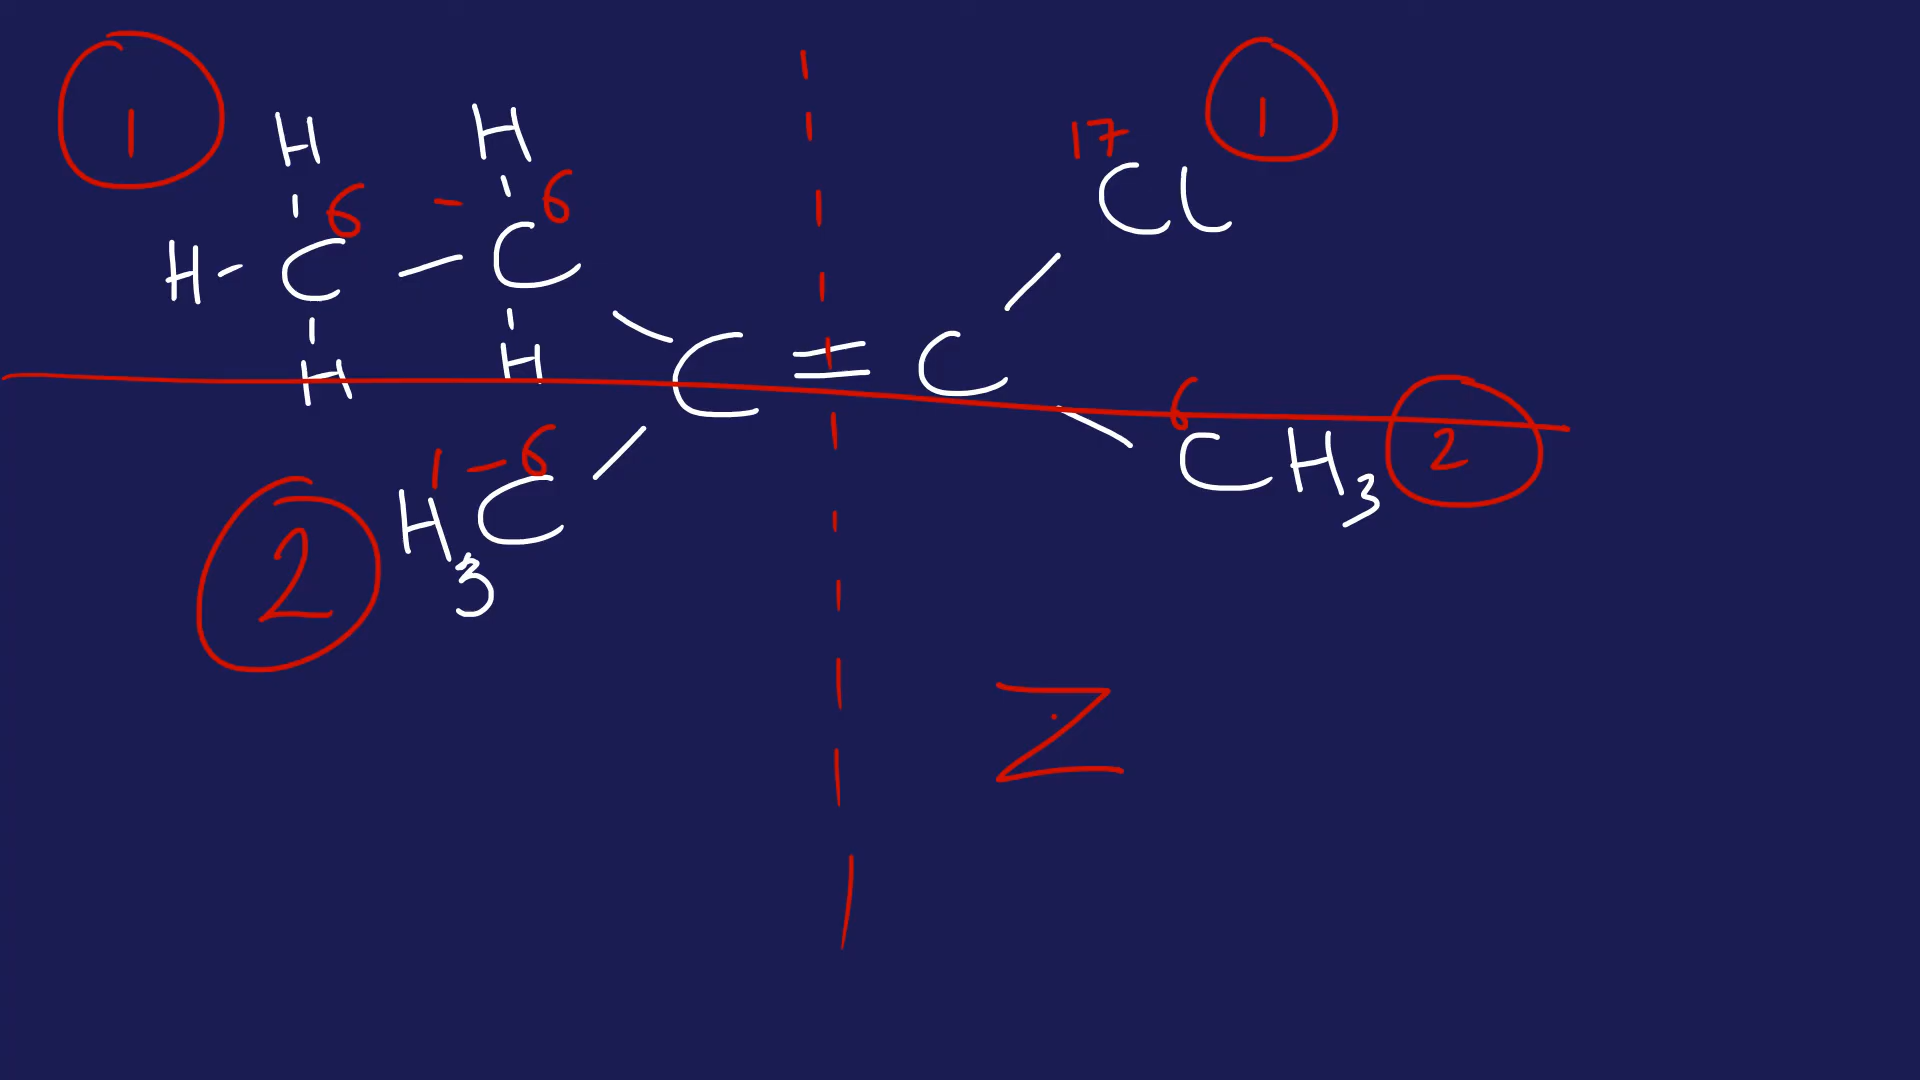 1
1
H H 17
6 - 6 Cl
H - C - C
H H C = C
1 - 6 6
H3C CH3 2
2
Z